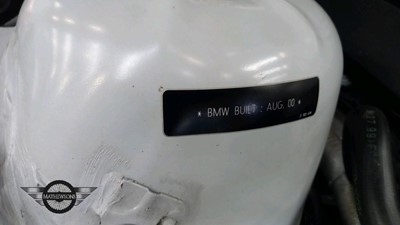 * BMW BUILT : AUG. 00 *
MATHEWSONS